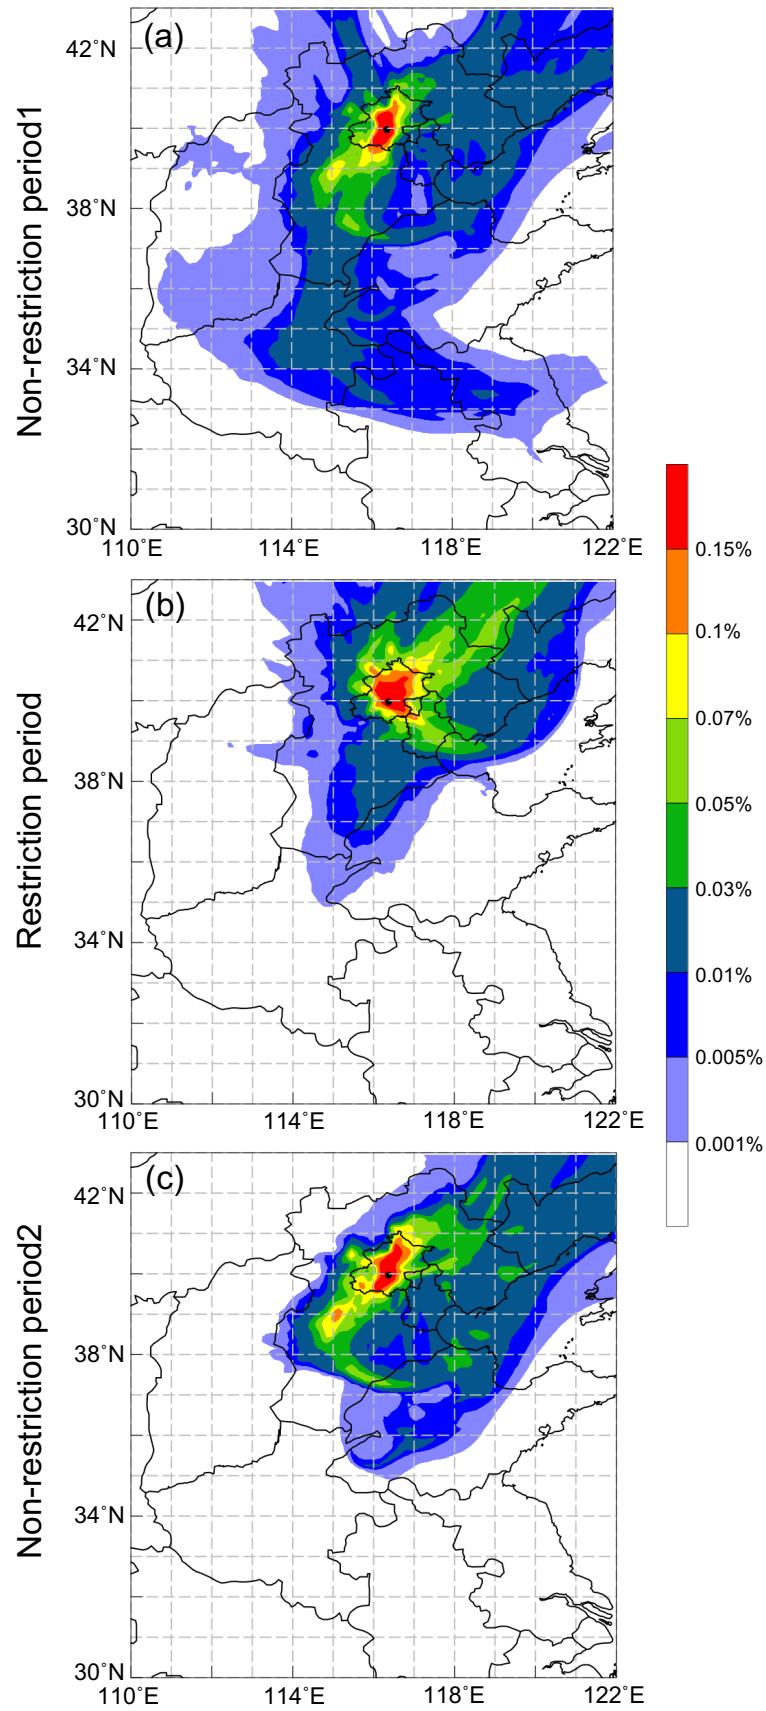 Non-restriction period1
(a)
42°N
38°N
34°N
30°N
110°E
114°E
118°E
122°E
Restriction period
(b)
42°N
38°N
34°N
30°N
110°E
114°E
118°E
122°E
Non-restriction period2
(c)
42°N
38°N
34°N
30°N
110°E
114°E
118°E
122°E
0.15%
0.1%
0.07%
0.05%
0.03%
0.01%
0.005%
0.001%